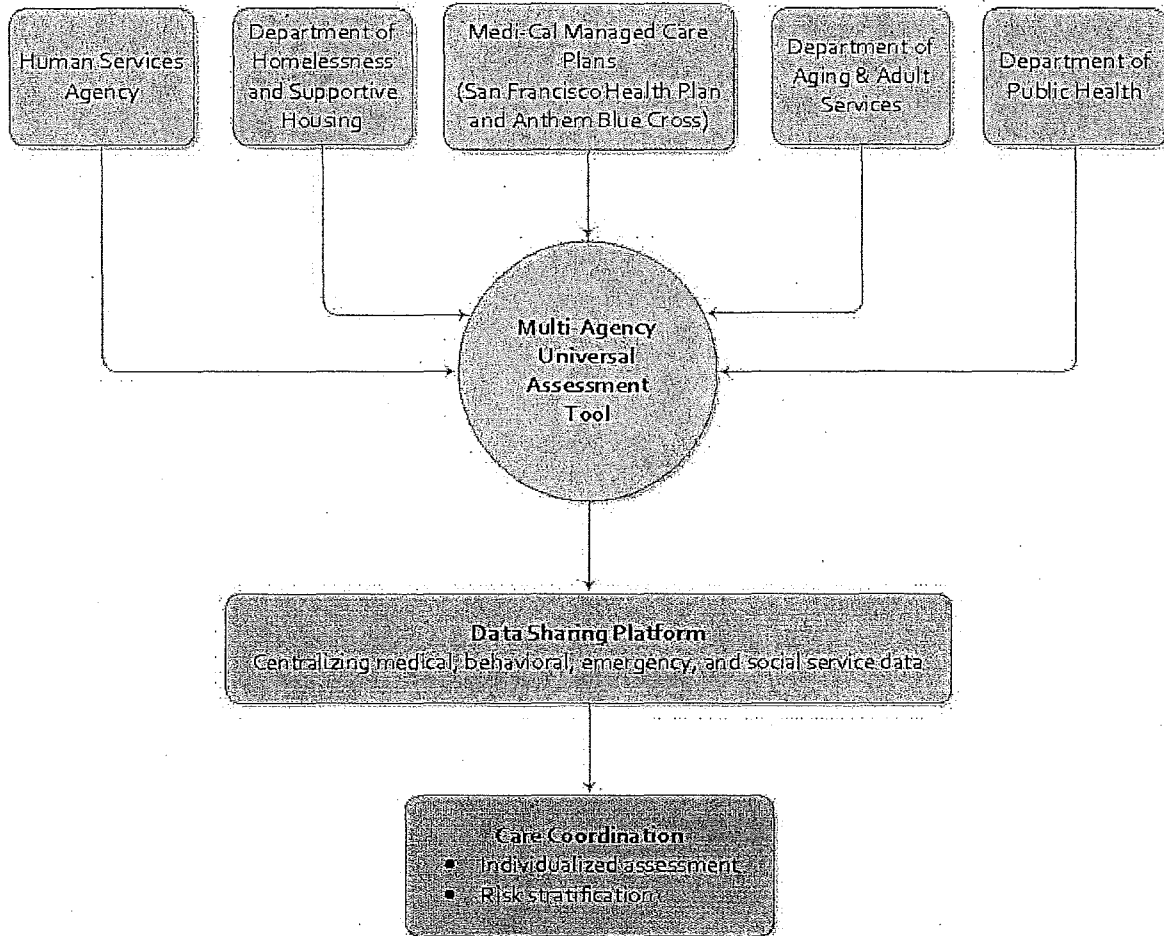 Human Services
Agency
Department of
Homelessness
and Supportive
Housing
Medi-Cal Managed Care
Plans
(San Francisco Health Plan
and Anthem Blue Cross)
Department of
Aging & Adult
Services
Department of
Public Health
Multi-Agency
Universal
Assessment
Tool
Data Sharing Platform
Centralizing medical, behavioral, emergency, and social service data
Care Coordination
• Individualized assessment
• Risk stratification